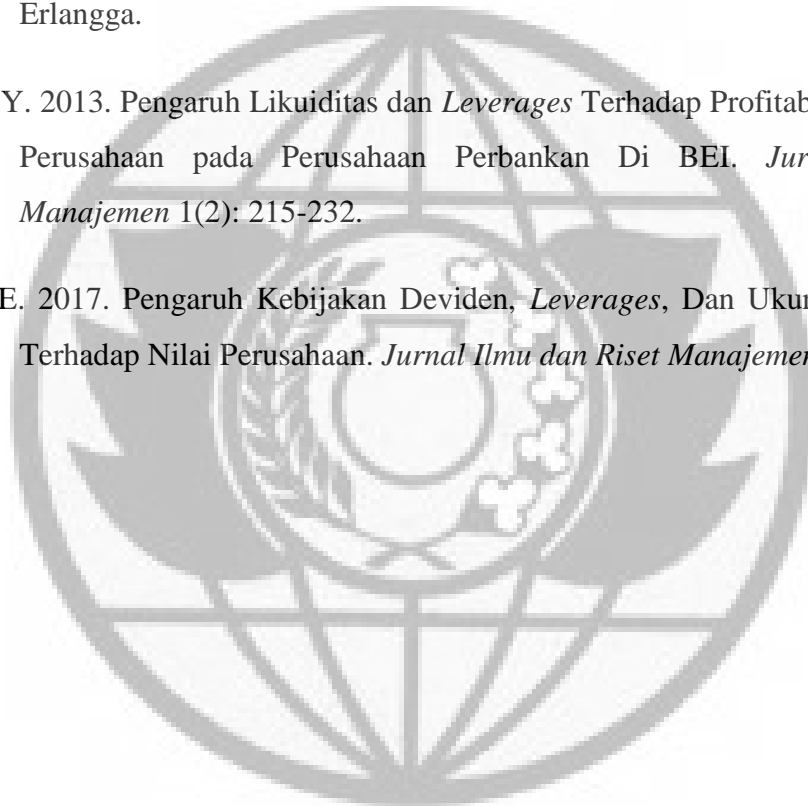 Erlangga.
Y. 2013. Pengaruh Likuiditas dan Leverages Terhadap Profitab
Perusahaan pada Perusahaan Perbankan Di BEI. Jur
Manajemen 1(2): 215-232.
E. 2017. Pengaruh Kebijakan Deviden, Leverages, Dan Ukur
Terhadap Nilai Perusahaan. Jurnal Ilmu dan Riset Manajemen